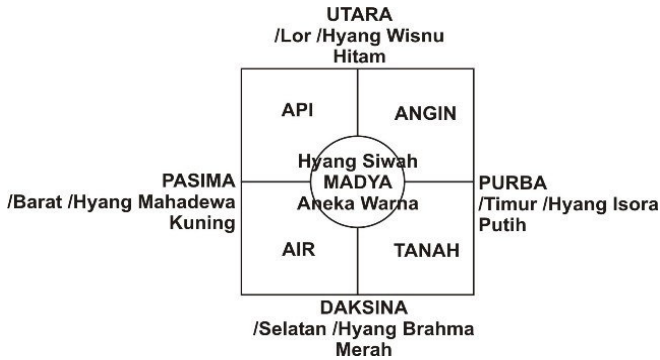 UTARA
/Lor /Hyang Wisnu
Hitam
API
ANGIN
Hyang Siwah
MADYA
Aneka Warna
PASIMA
/Barat /Hyang Mahadewa
Kuning
PURBA
/Timur /Hyang Isora
Putih
AIR
TANAH
DAKSINA
/Selatan /Hyang Brahma
Merah